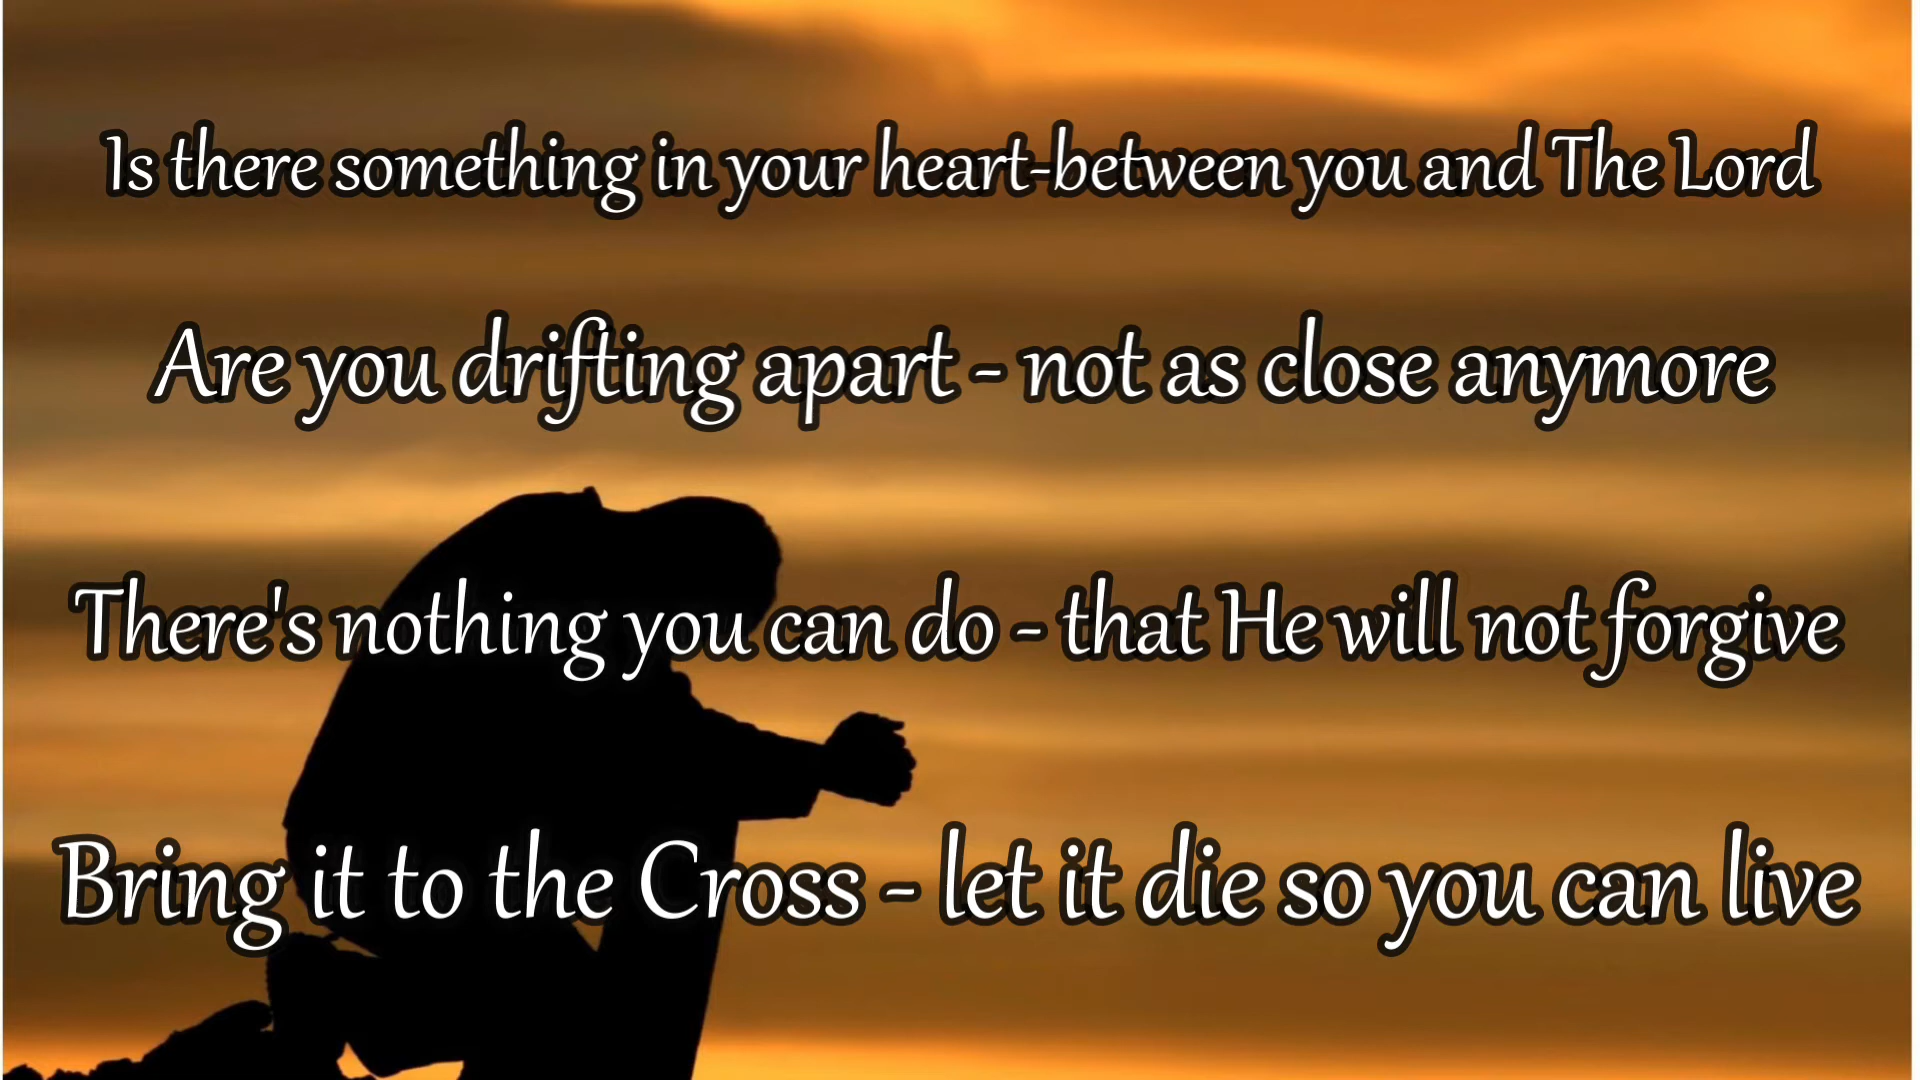 Is there something in your heart-between you and The Lord
Are you drifting apart - not as close anymore
There's nothing you can do - that He will not forgive
Bring it to the Cross - let it die so you can live